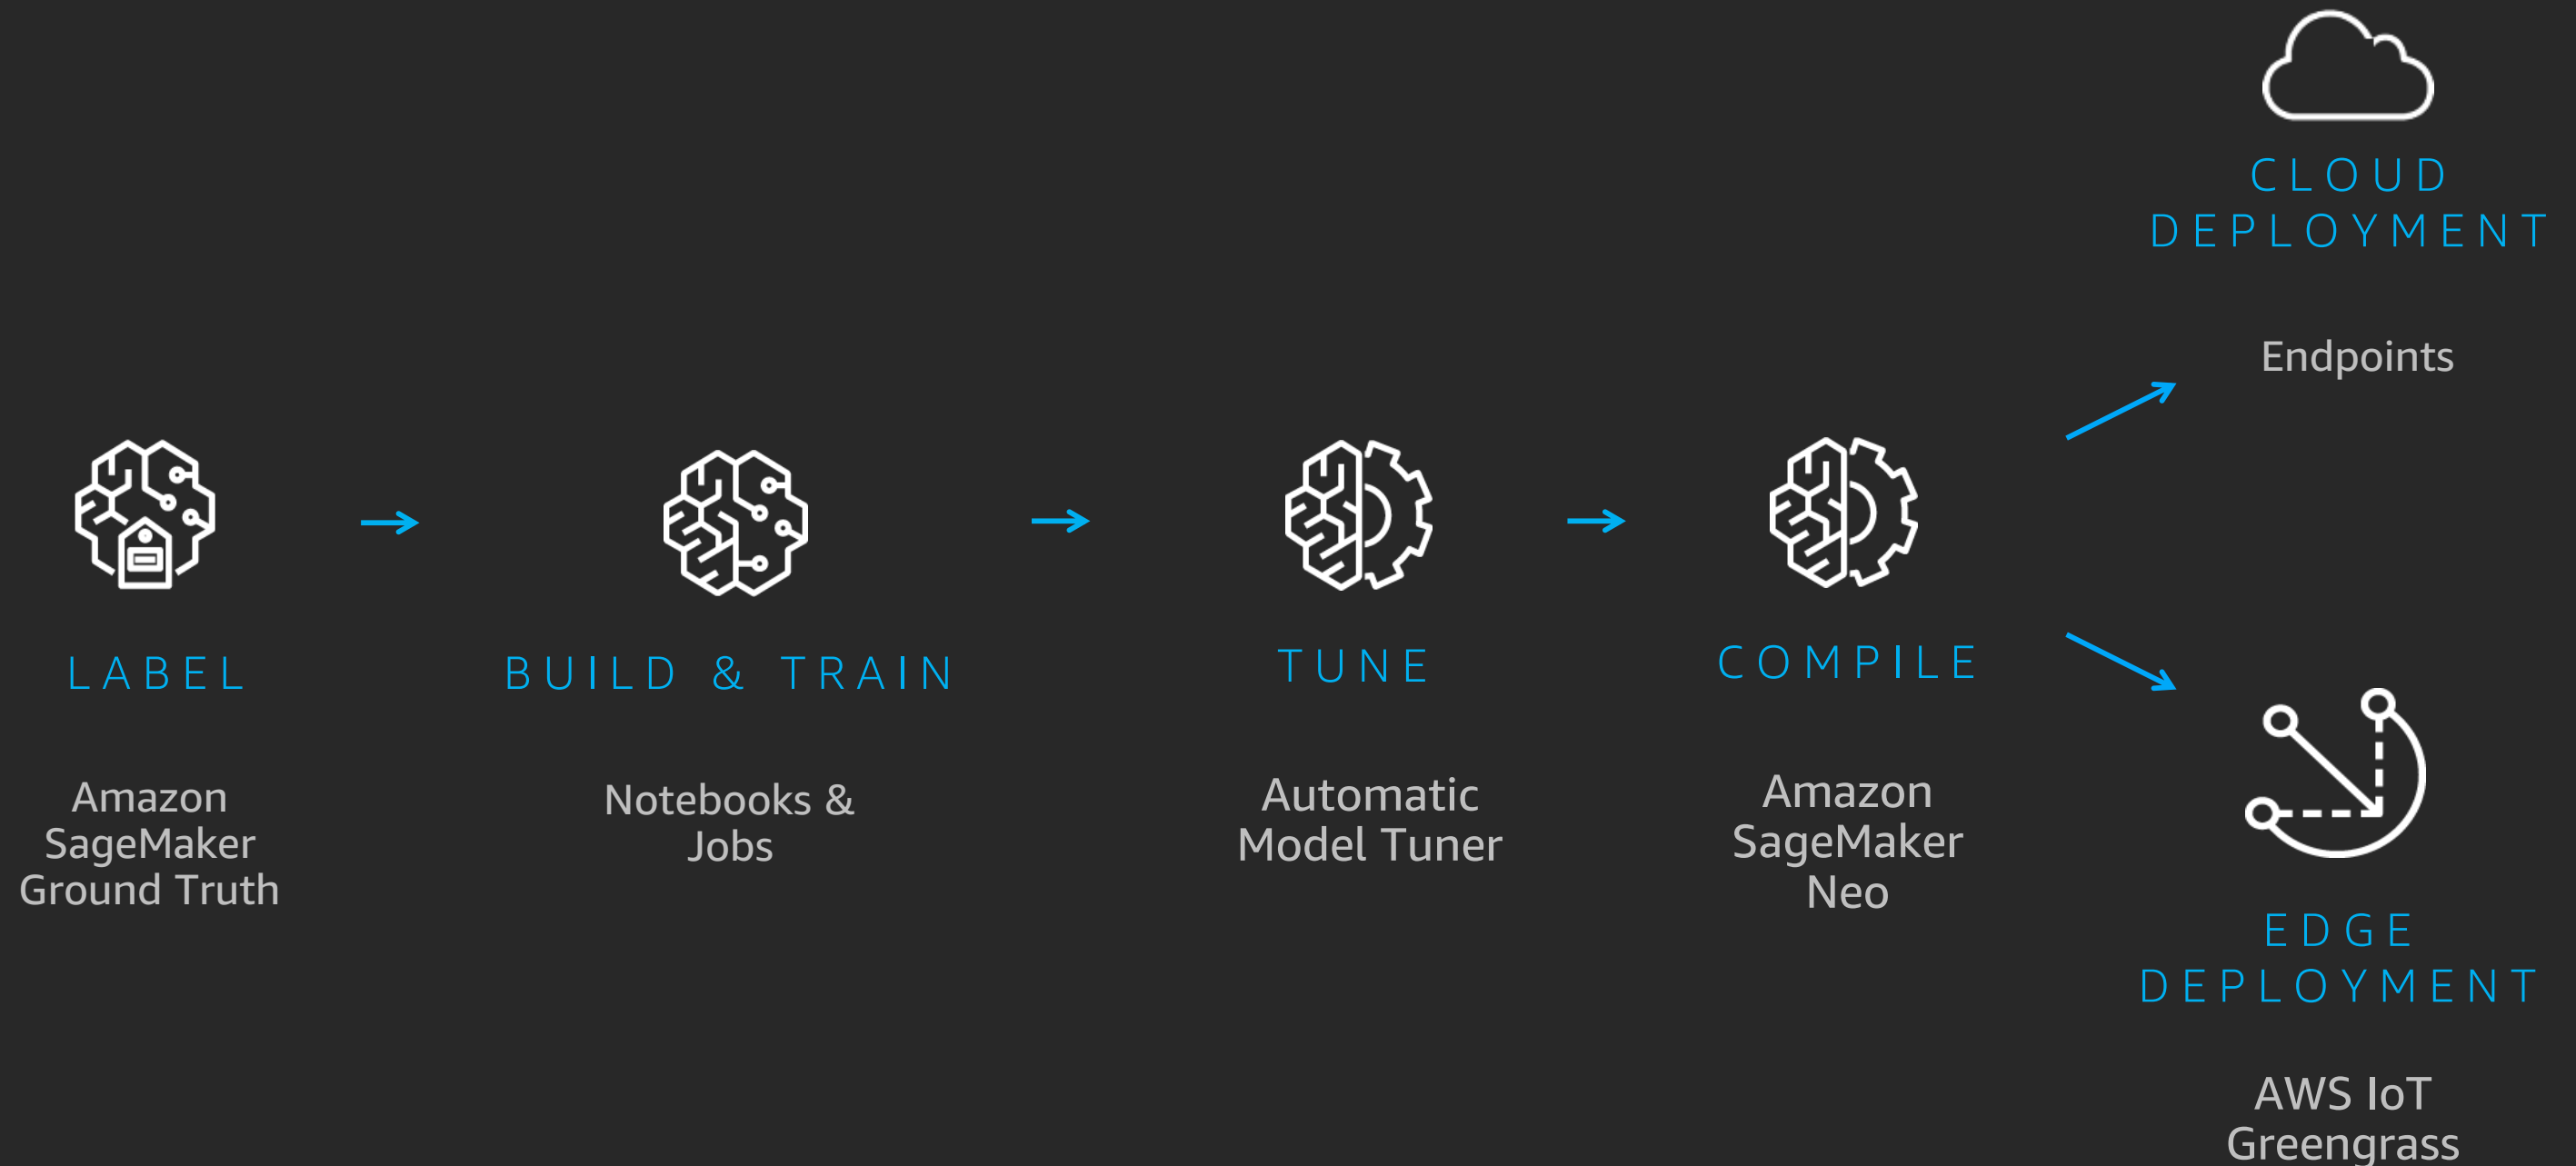 LABEL
Amazon
SageMaker
Ground Truth
BUILD & TRAIN
Notebooks &
Jobs
TUNE
Automatic
Model Tuner
COMPILE
Amazon
SageMaker
Neo
CLOUD
DEPLOYMENT
Endpoints
EDGE
DEPLOYMENT
AWS IoT
Greengrass